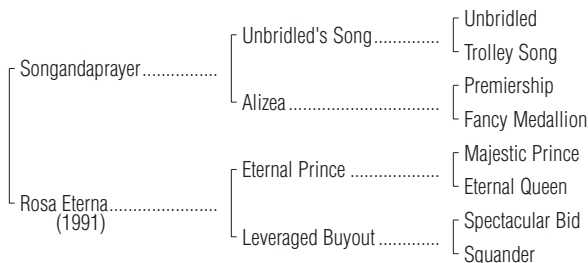 Unbridled
Unbridled's Song..............
Trolley Song
Songandaprayer................
Premiership
Alizea................................
Fancy Medallion
Majestic Prince
Eternal Prince ...................
Eternal Queen
Rosa Eterna.......................
(1991)
Spectacular Bid
Leveraged Buyout .............
Squander